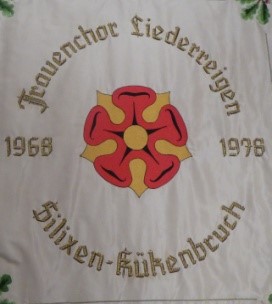 Frauenchor Liederreigen
1968 1978
Silixen-Kükenbruch